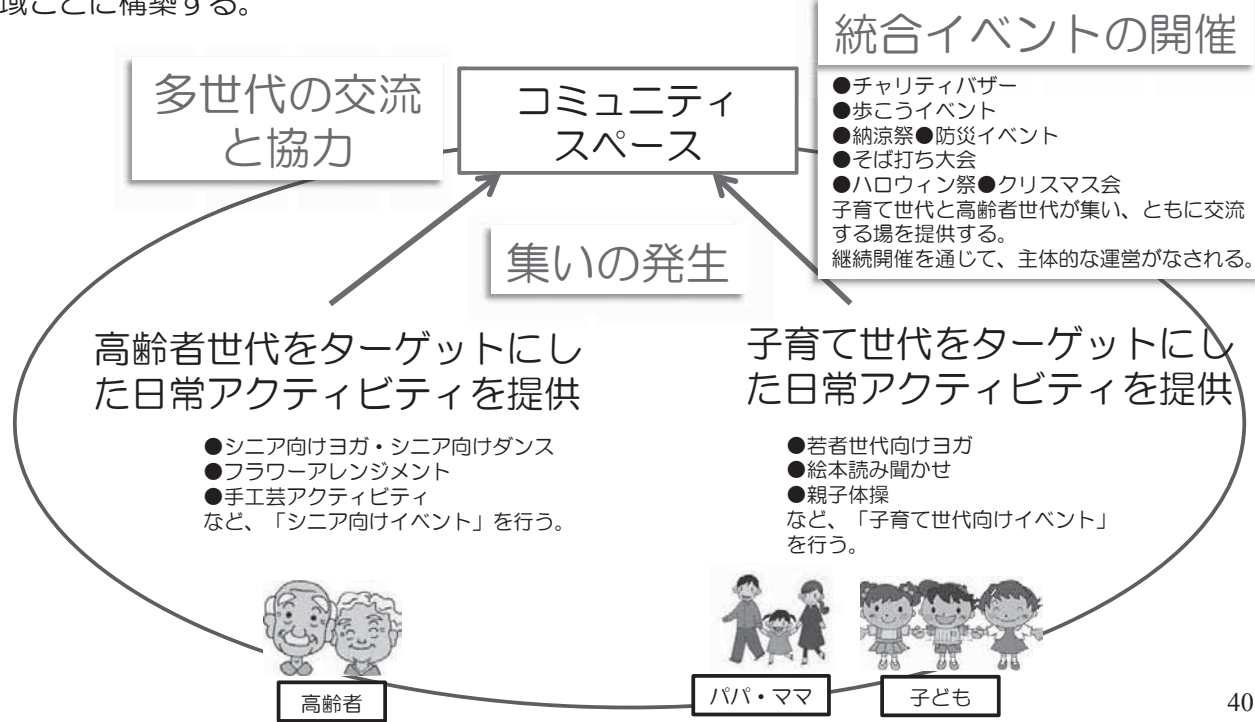 域ごとに構築する。
多世代の交流
と協力
コミュニティ
スペース
統合イベントの開催
●チャリティバザー
●歩こうイベント
●納涼祭●防災イベント
●そば打ち大会
●ハロウィン祭●クリスマス会
子育て世代と高齢者世代が集い、ともに交流
する場を提供する。
継続開催を通じて、主体的な運営がなされる。
集いの発生
高齢者世代をターゲットにし
た日常アクティビティを提供
●シニア向けヨガ・シニア向けダンス
●フラワーアレンジメント
●手工芸アクティビティ
など、「シニア向けイベント」を行う。
子育て世代をターゲットにし
た日常アクティビティを提供
●若者世代向けヨガ
●絵本読み聞かせ
●親子体操
など、「子育て世代向けイベント」
を行う。
高齢者
パパ・ママ
子ども
40